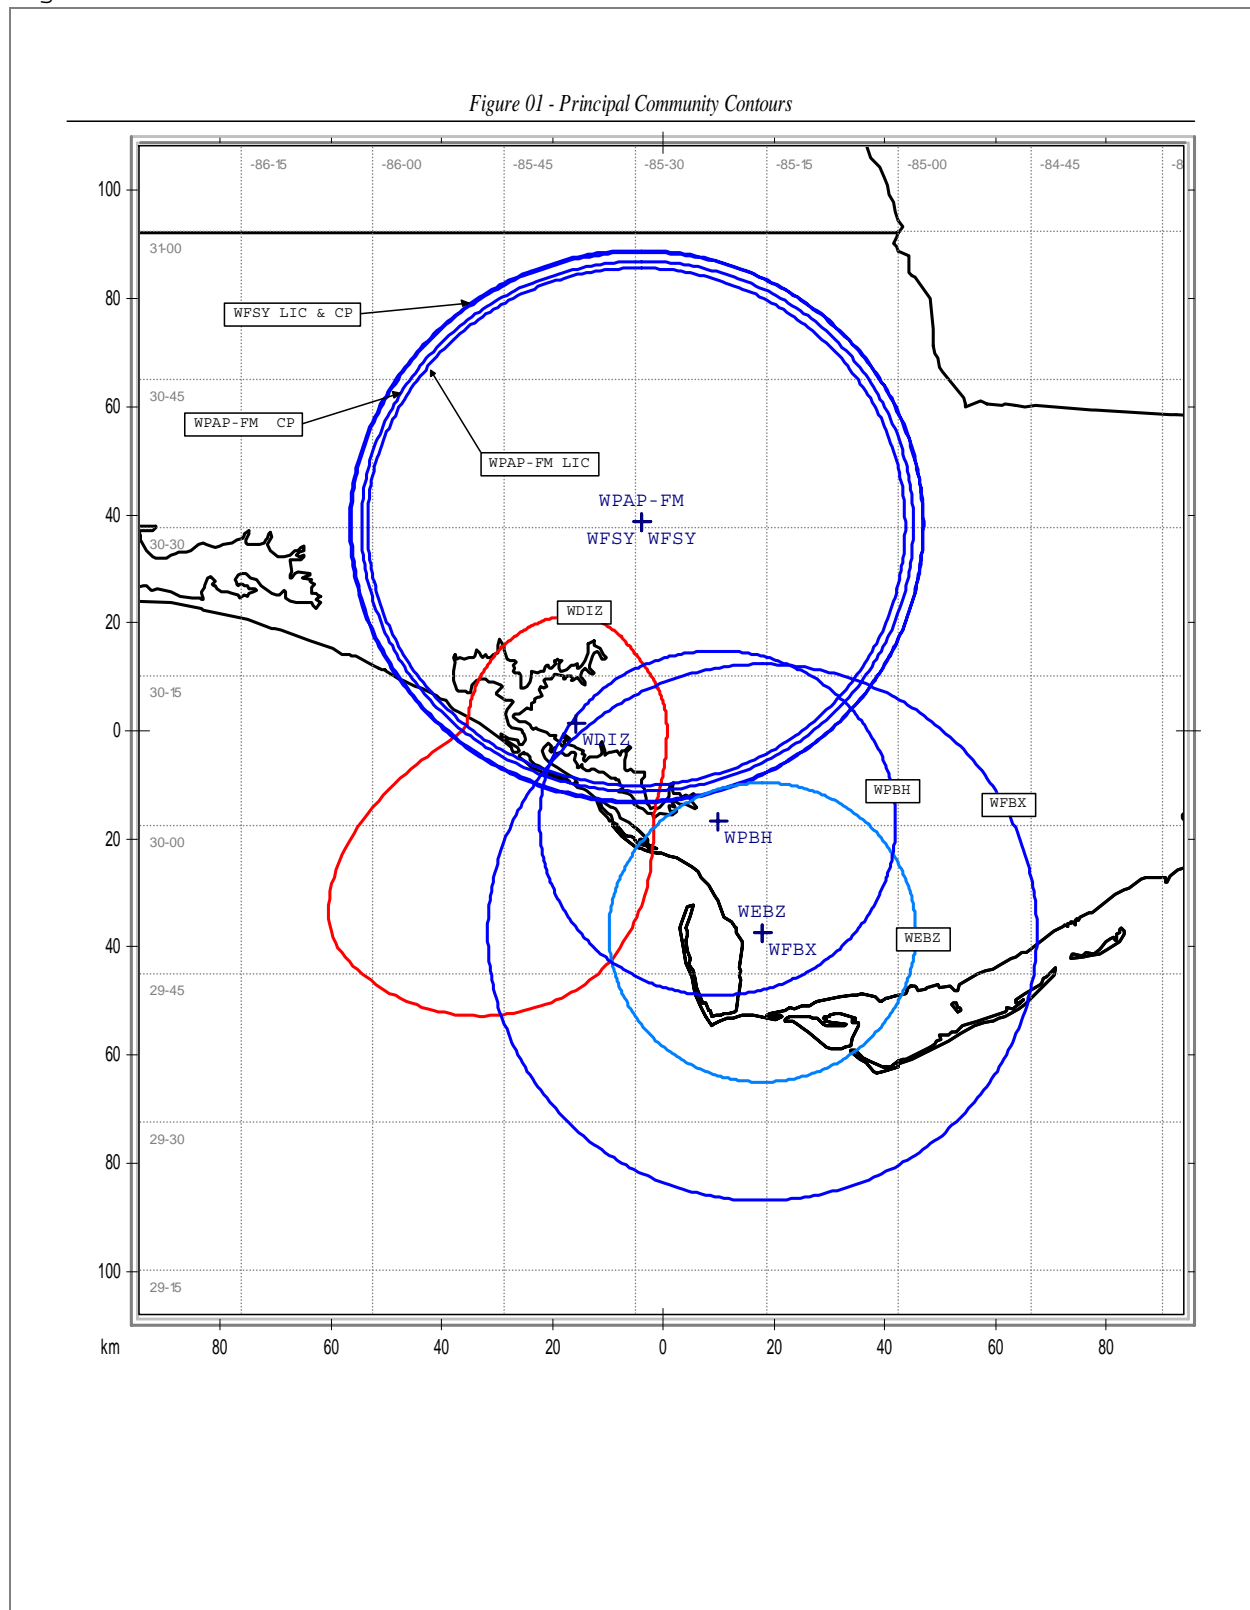 Figure 01 - Principal Community Contours
-86-15 -86-00 -85-45 -85-30 -85-15 -85-00 -84-45 -8
100
31-00
80
WFSY LIC & CP
60
30-45
WPAP-FM CP
WPAP-FM LIC
WPAP-FM
40
WFSY WFSY
30-30
20
WDIZ
30-15
0
WDIZ
WPBH
WFBX
20
30-00
WPBH
WEBZ
WEBZ
40
WFBX
29-45
60
29-30
80
100
29-15
km 80 60 40 20 0 20 40 60 80